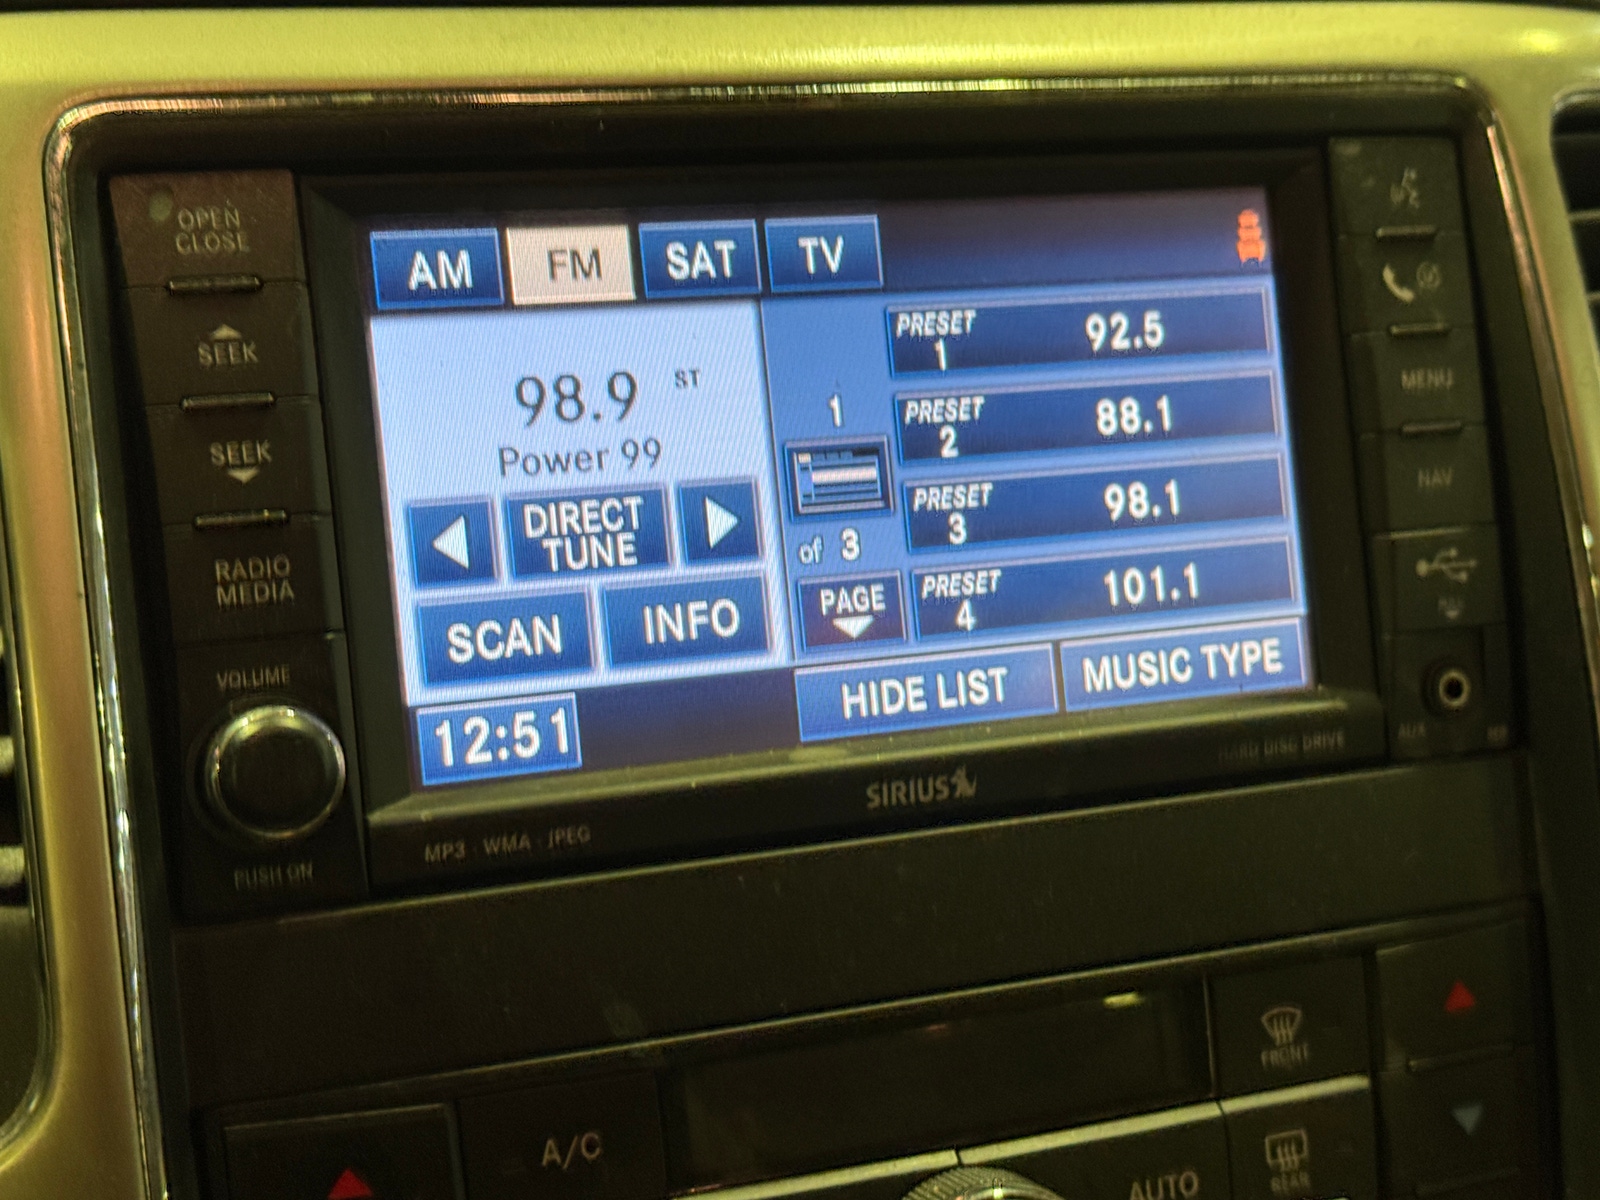 OPEN
CLOSE
SEEK
SEEK
RADIO
MEDIA
VOLUME
PUSH ON
AM
FM
SAT
TV
98.9 ST
Power 99
DIRECT
TUNE
SCAN
INFO
12:51
1
of 3
PAGE
PRESET
1
92.5
PRESET
2
88.1
PRESET
3
98.1
PRESET
4
101.1
HIDE LIST
MUSIC TYPE
MENU
NAV
AUX
MP3 · WMA · JPEG
SIRIUS
HARD DISC DRIVE
A/C
AUTO
FRONT
REAR